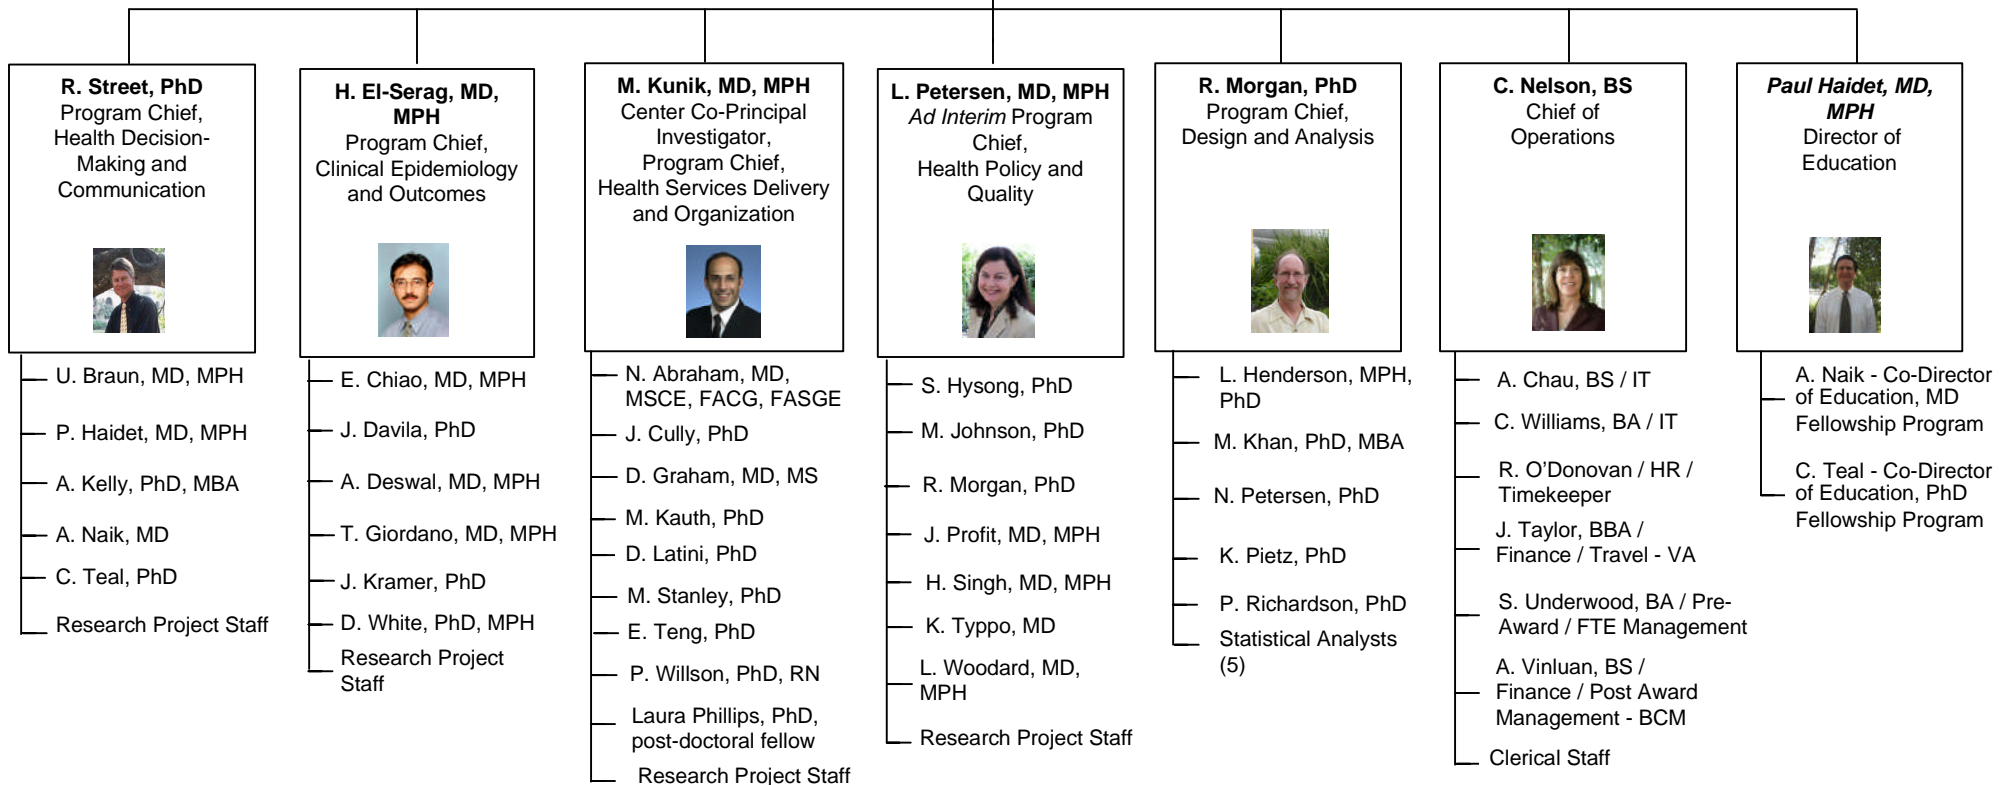 R. Street, PhD
Program Chief,
Health Decision-
Making and
Communication
U. Braun, MD, MPH
P. Haidet, MD, MPH
A. Kelly, PhD, MBA
A. Naik, MD
C. Teal, PhD
Research Project Staff
H. El-Serag, MD,
MPH
Program Chief,
Clinical Epidemiology
and Outcomes
E. Chiao, MD, MPH
J. Davila, PhD
A. Deswal, MD, MPH
T. Giordano, MD, MPH
J. Kramer, PhD
D. White, PhD, MPH
Research Project
Staff
M. Kunik, MD, MPH
Center Co-Principal
Investigator,
Program Chief,
Health Services Delivery
and Organization
N. Abraham, MD,
MSCE, FACG, FASGE
J. Cully, PhD
D. Graham, MD, MS
M. Kauth, PhD
D. Latini, PhD
M. Stanley, PhD
E. Teng, PhD
P. Willson, PhD, RN
Laura Phillips, PhD,
post-doctoral fellow
Research Project Staff
L. Petersen, MD, MPH
Ad Interim Program
Chief,
Health Policy and
Quality
S. Hysong, PhD
M. Johnson, PhD
R. Morgan, PhD
J. Profit, MD, MPH
H. Singh, MD, MPH
K. Typpo, MD
L. Woodard, MD,
MPH
Research Project Staff
R. Morgan, PhD
Program Chief,
Design and Analysis
L. Henderson, MPH,
PhD
M. Khan, PhD, MBA
N. Petersen, PhD
K. Pietz, PhD
P. Richardson, PhD
Statistical Analysts
(5)
C. Nelson, BS
Chief of
Operations
A. Chau, BS / IT
C. Williams, BA / IT
R. O’Donovan / HR /
Timekeeper
J. Taylor, BBA /
Finance / Travel - VA
S. Underwood, BA / Pre-
Award / FTE Management
A. Vinluan, BS /
Finance / Post Award
Management - BCM
Clerical Staff
Paul Haidet, MD,
MPH
Director of
Education
A. Naik - Co-Director
of Education, MD
Fellowship Program
C. Teal - Co-Director
of Education, PhD
Fellowship Program